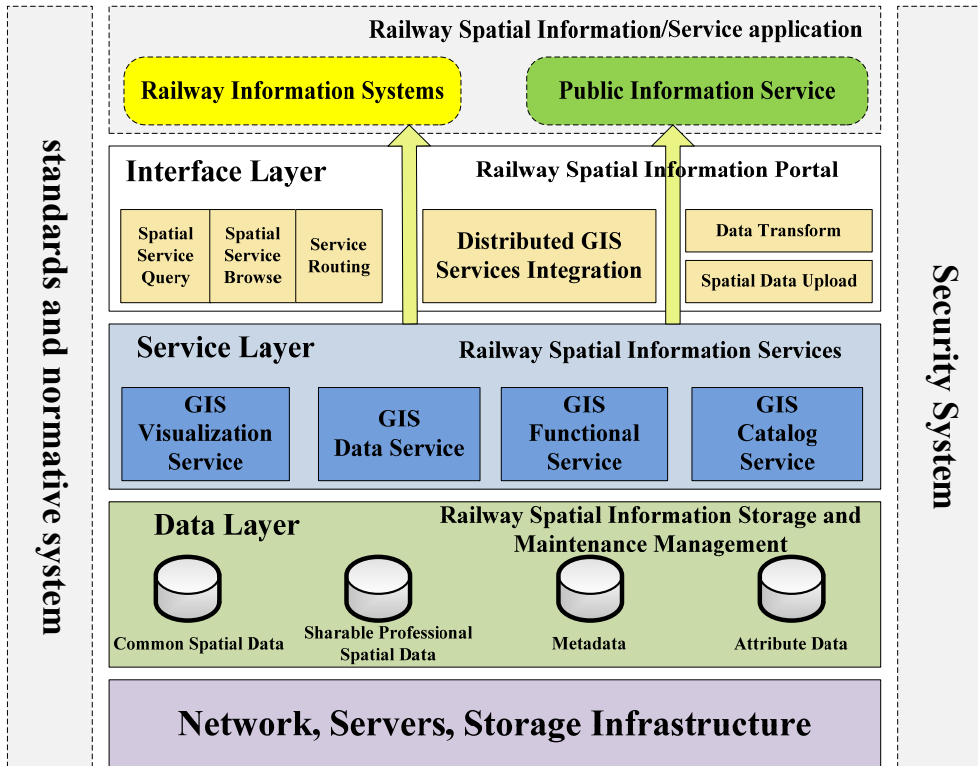 Railway Spatial Information/Service application
Railway Information Systems
Public Information Service
Interface Layer
Railway Spatial Information Portal
Spatial
Service
Query
Spatial
Service
Browse
Service
Routing
Distributed GIS
Services Integration
Data Transform
Spatial Data Upload
Service Layer
Railway Spatial Information Services
GIS
Visualization
Service
GIS
Data Service
GIS
Functional
Service
GIS
Catalog
Service
Data Layer
Railway Spatial Information Storage and
Maintenance Management
Common Spatial Data
Sharable Professional
Spatial Data
Metadata
Attribute Data
Network, Servers, Storage Infrastructure
standards and normative system
Security System